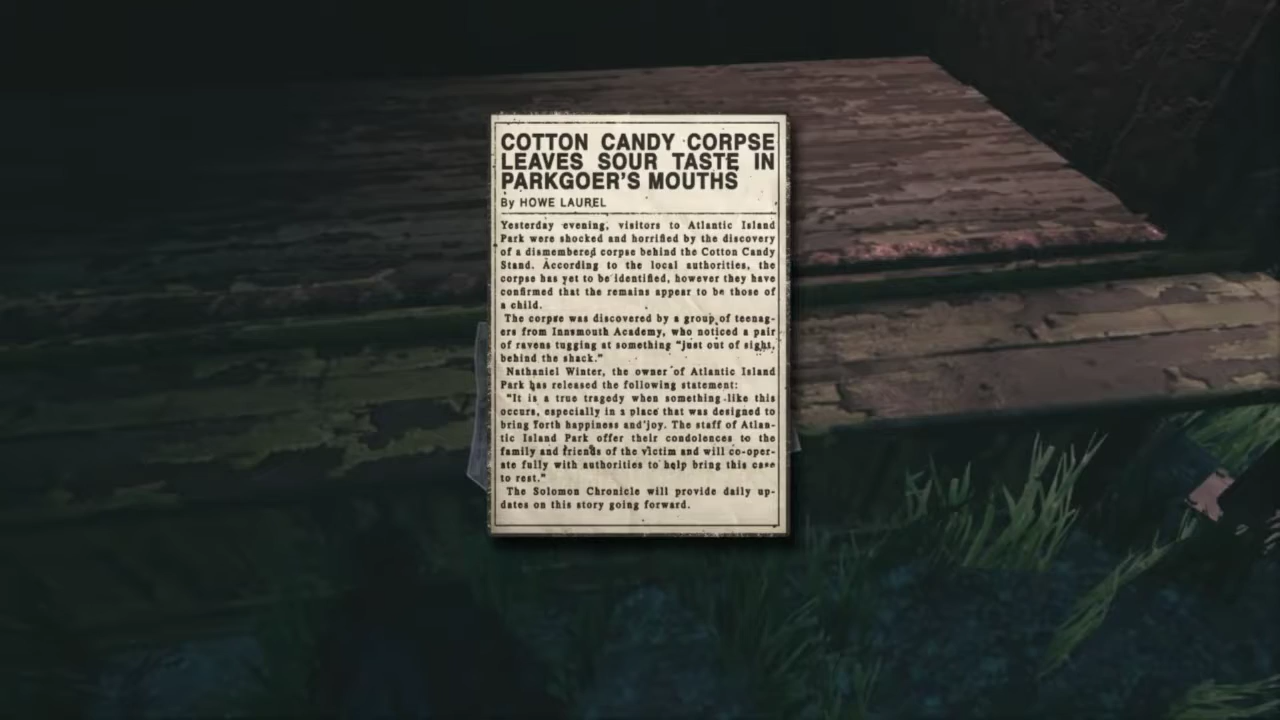 COTTON CANDY CORPSE
LEAVES SOUR TASTE IN
PARKGOER'S MOUTHS
By HOWE LAUREL
Yesterday evening, visitors to Atlantic Island
Park were shocked and horrified by the discovery
of a dismembered corpse behind the Cotton Candy
Stand. According to the local authorities, the
corpse has yet to be identified, however they have
confirmed that the remains appear to be those of
a child.
The corpse was discovered by a group of teenag-
ers from Innsmouth Academy, who noticed a pair
of ravens tugging at something "just out of sight,
behind the shack."
Nathaniel Winter, the owner of Atlantic Island
Park has released the following statement:
"It is a true tragedy when something like this
occurs, especially in a place that was designed to
bring forth happiness and joy. The staff of Atlan-
tic Island Park offer their condolences to the
family and friends of the victim and will co-oper-
ate fully with authorities to help bring this case
to rest."
The Solomon Chronicle will provide daily up-
dates on this story going forward.